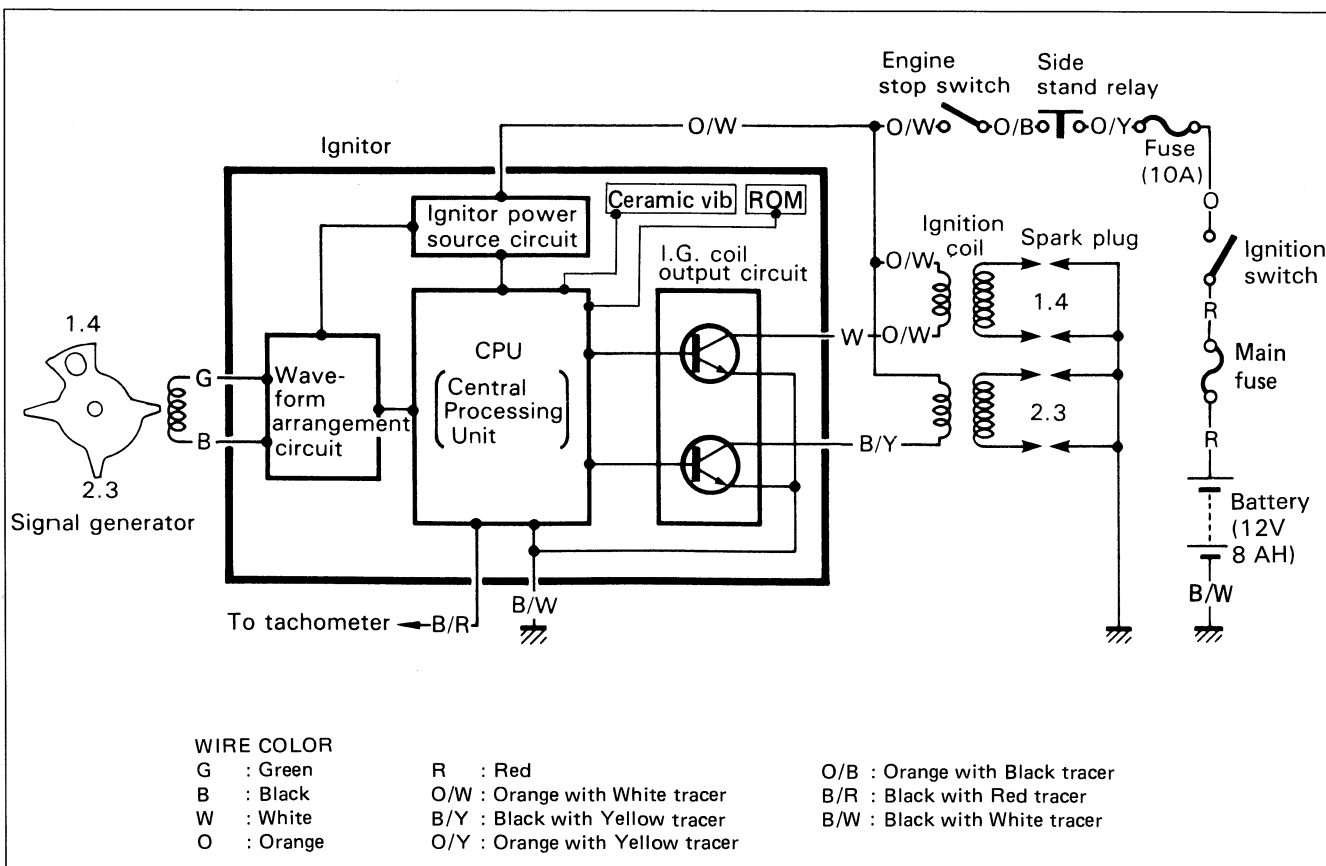 Engine
stop switch
Side
stand relay
O/W
O/W
O/B
O/Y
Fuse
(10A)
Ignitor
Ceramic vib
ROM
Ignitor power
source circuit
O
I.G. coil
output circuit
Ignition
coil
Spark plug
Ignition
switch
O/W
1.4
1.4
R
W
O/W
CPU
(Central
Processing
Unit)
Main
fuse
G
Wave-
form
arrangement
circuit
B
2.3
B/Y
R
2.3
Signal generator
Battery
(12V
8 AH)
B/W
B/W
To tachometer
B/R
WIRE COLOR
G : Green
B : Black
W : White
O : Orange
R : Red
O/W : Orange with White tracer
B/Y : Black with Yellow tracer
O/Y : Orange with Yellow tracer
O/B : Orange with Black tracer
B/R : Black with Red tracer
B/W : Black with White tracer